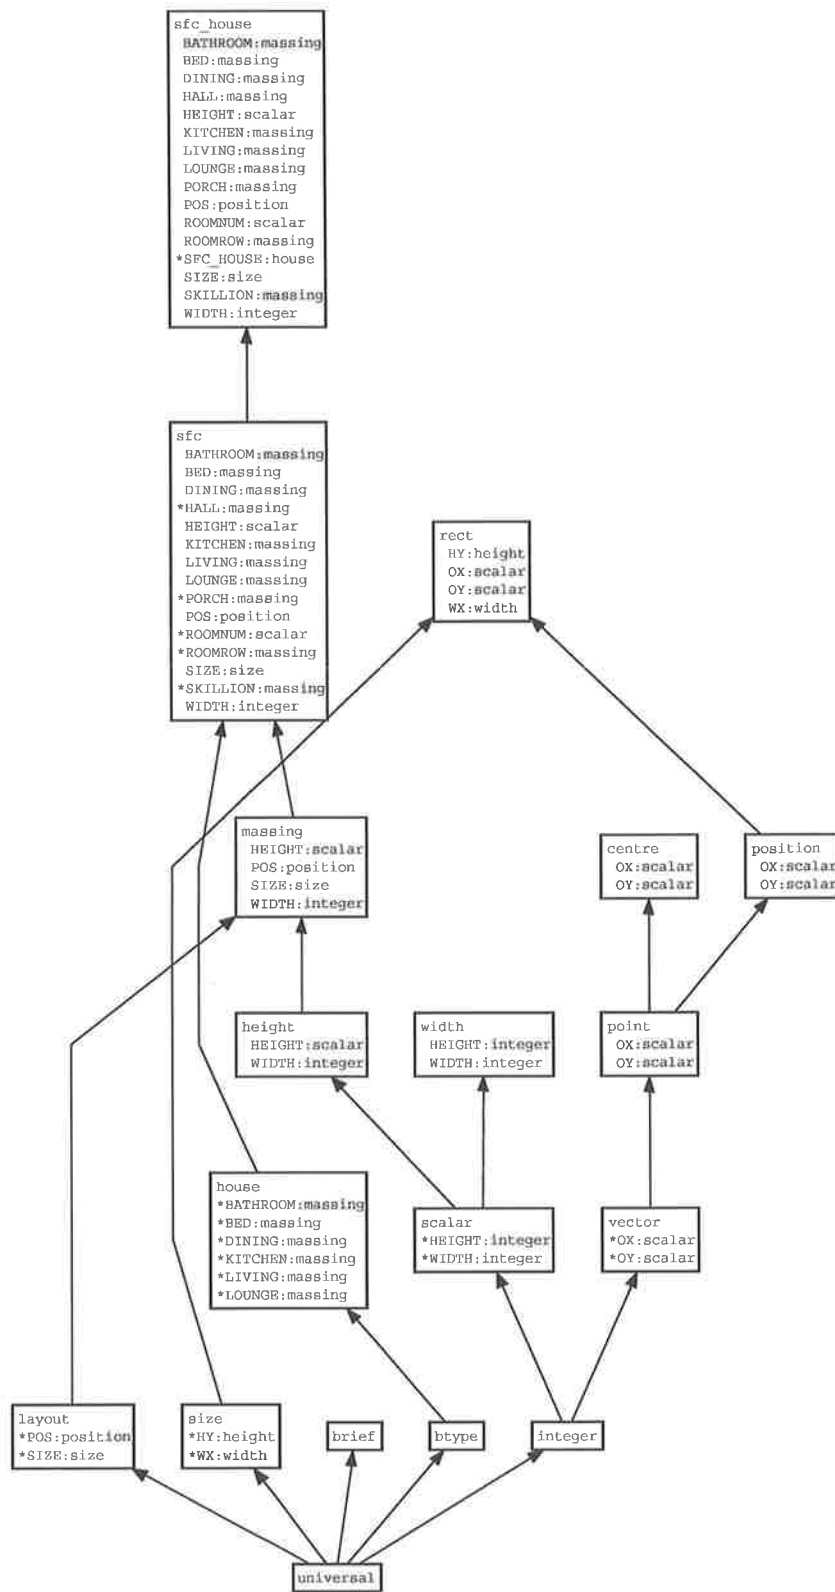 sfc_house
BATHROOM:massing
BED:massing
DINING:massing
HALL:massing
HEIGHT:scalar
KITCHEN:massing
LIVING:massing
LOUNGE:massing
PORCH:massing
POS:position
ROOMNUM:scalar
ROOMROW:massing
*SFC_HOUSE:house
SIZE:size
SKILLION:massing
WIDTH:integer
sfc
BATHROOM:massing
BED:massing
DINING:massing
*HALL:massing
HEIGHT:scalar
KITCHEN:massing
LIVING:massing
LOUNGE:massing
*PORCH:massing
POS:position
*ROOMNUM:scalar
*ROOMROW:massing
SIZE:size
*SKILLION:massing
WIDTH:integer
rect
HY:height
OX:scalar
OY:scalar
WX:width
massing
HEIGHT:scalar
POS:position
SIZE:size
WIDTH:integer
centre
OX:scalar
OY:scalar
position
OX:scalar
OY:scalar
height
HEIGHT:scalar
WIDTH:integer
width
HEIGHT:integer
WIDTH:integer
point
OX:scalar
OY:scalar
house
*BATHROOM:massing
*BED:massing
*DINING:massing
*KITCHEN:massing
*LIVING:massing
*LOUNGE:massing
scalar
*HEIGHT:integer
*WIDTH:integer
vector
*OX:scalar
*OY:scalar
layout
*POS:position
*SIZE:size
size
*HY:height
*WX:width
brief
btype
integer
universal